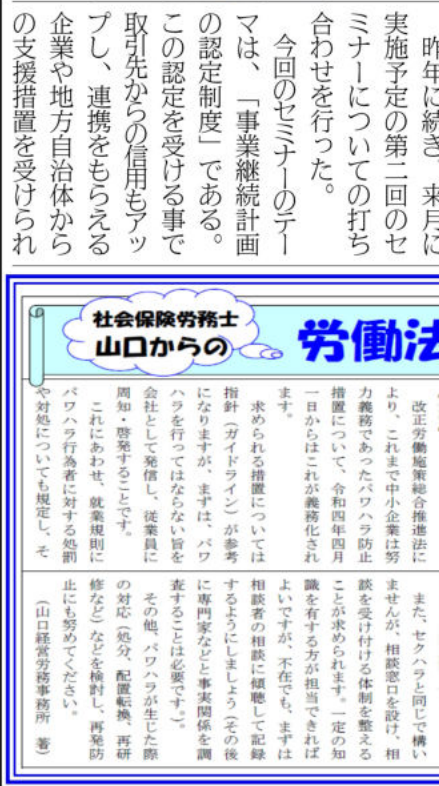 昨年に続き、来月に
実施予定の第二回のセ
ミナーについての打ち
合わせを行った。
今回のセミナーのテー
マは、「事業継続計画
の認定制度」である。
この認定を受ける事で
取引先からの信用もアッ
プし、連携をもらえる
企業や地方自治体から
の支援措置を受けられ
社会保険労務士
山口からの
労働法
改正労働施策総合推進法に
より、これまで中小企業は努
力義務であったパワハラ防止
措置について、令和四年四月
一日からはこれが義務化され
ます。
求められる措置については
指針（ガイドライン）が参考
になりますが、まずは、パワ
ハラを行ってはならない旨を
会社として発信し、従業員に
周知・啓発することです。
これにあわせ、就業規則に
パワハラ行為者に対する処罰
や対処についても規定し、そ
また、セクハラと同じで構い
ませんが、相談窓口を設け、相
談を受け付ける体制を整える
ことが求められます。一定の知
識を有する方が担当できれば
よいですが、不在でも、まずは
相談者の相談に傾聴して記録
するようにしましょう（その後
に専門家などと事実関係を調
査することは必要です。）。
その他、パワハラが生じた際
の対応（処分、配置転換、再研
修など）などを検討し、再発防
止にも努めてください。
（山口経営労務事務所　著）